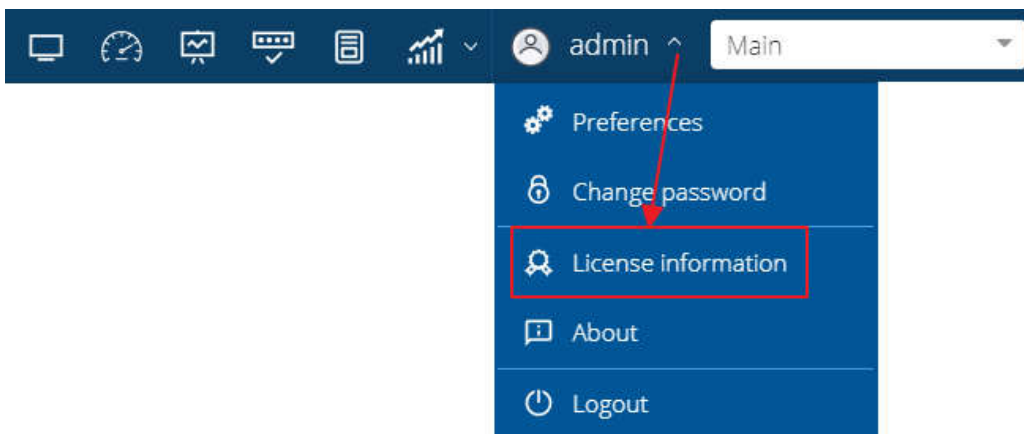 admin Main
Preferences
Change password
License information
About
Logout